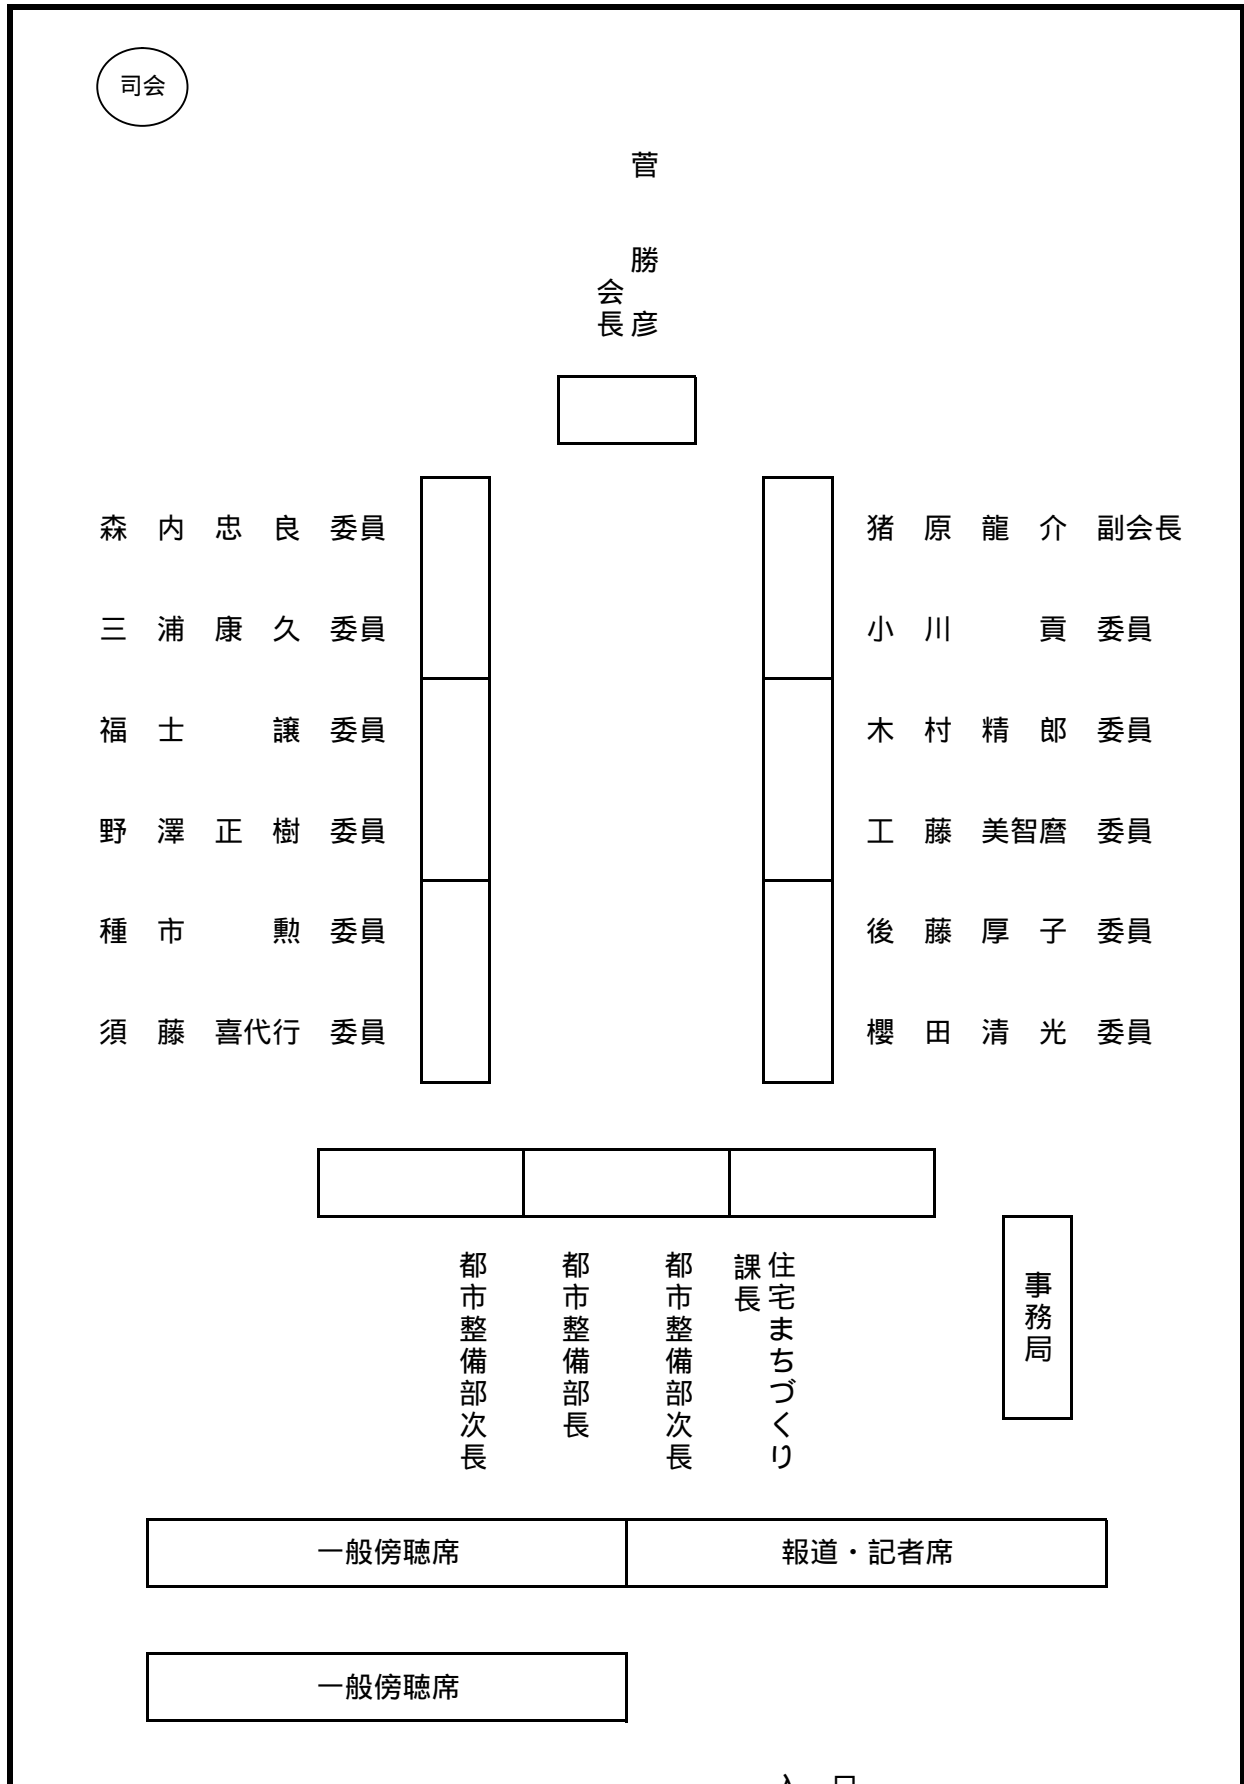 司会
菅 勝 彦
会長
森 内 忠 良 委員
猪 原 龍 介 副会長
三 浦 康 久 委員
小 川 貢 委員
福 士 譲 委員
木 村 精 郎 委員
野 澤 正 樹 委員
工 藤 美智麿 委員
種 市 勲 委員
後 藤 厚 子 委員
須 藤 喜代行 委員
櫻 田 清 光 委員
都市整備部次長
都市整備部長
都市整備部次長
住宅まちづくり
課長
事務局
一般傍聴席
報道・記者席
一般傍聴席